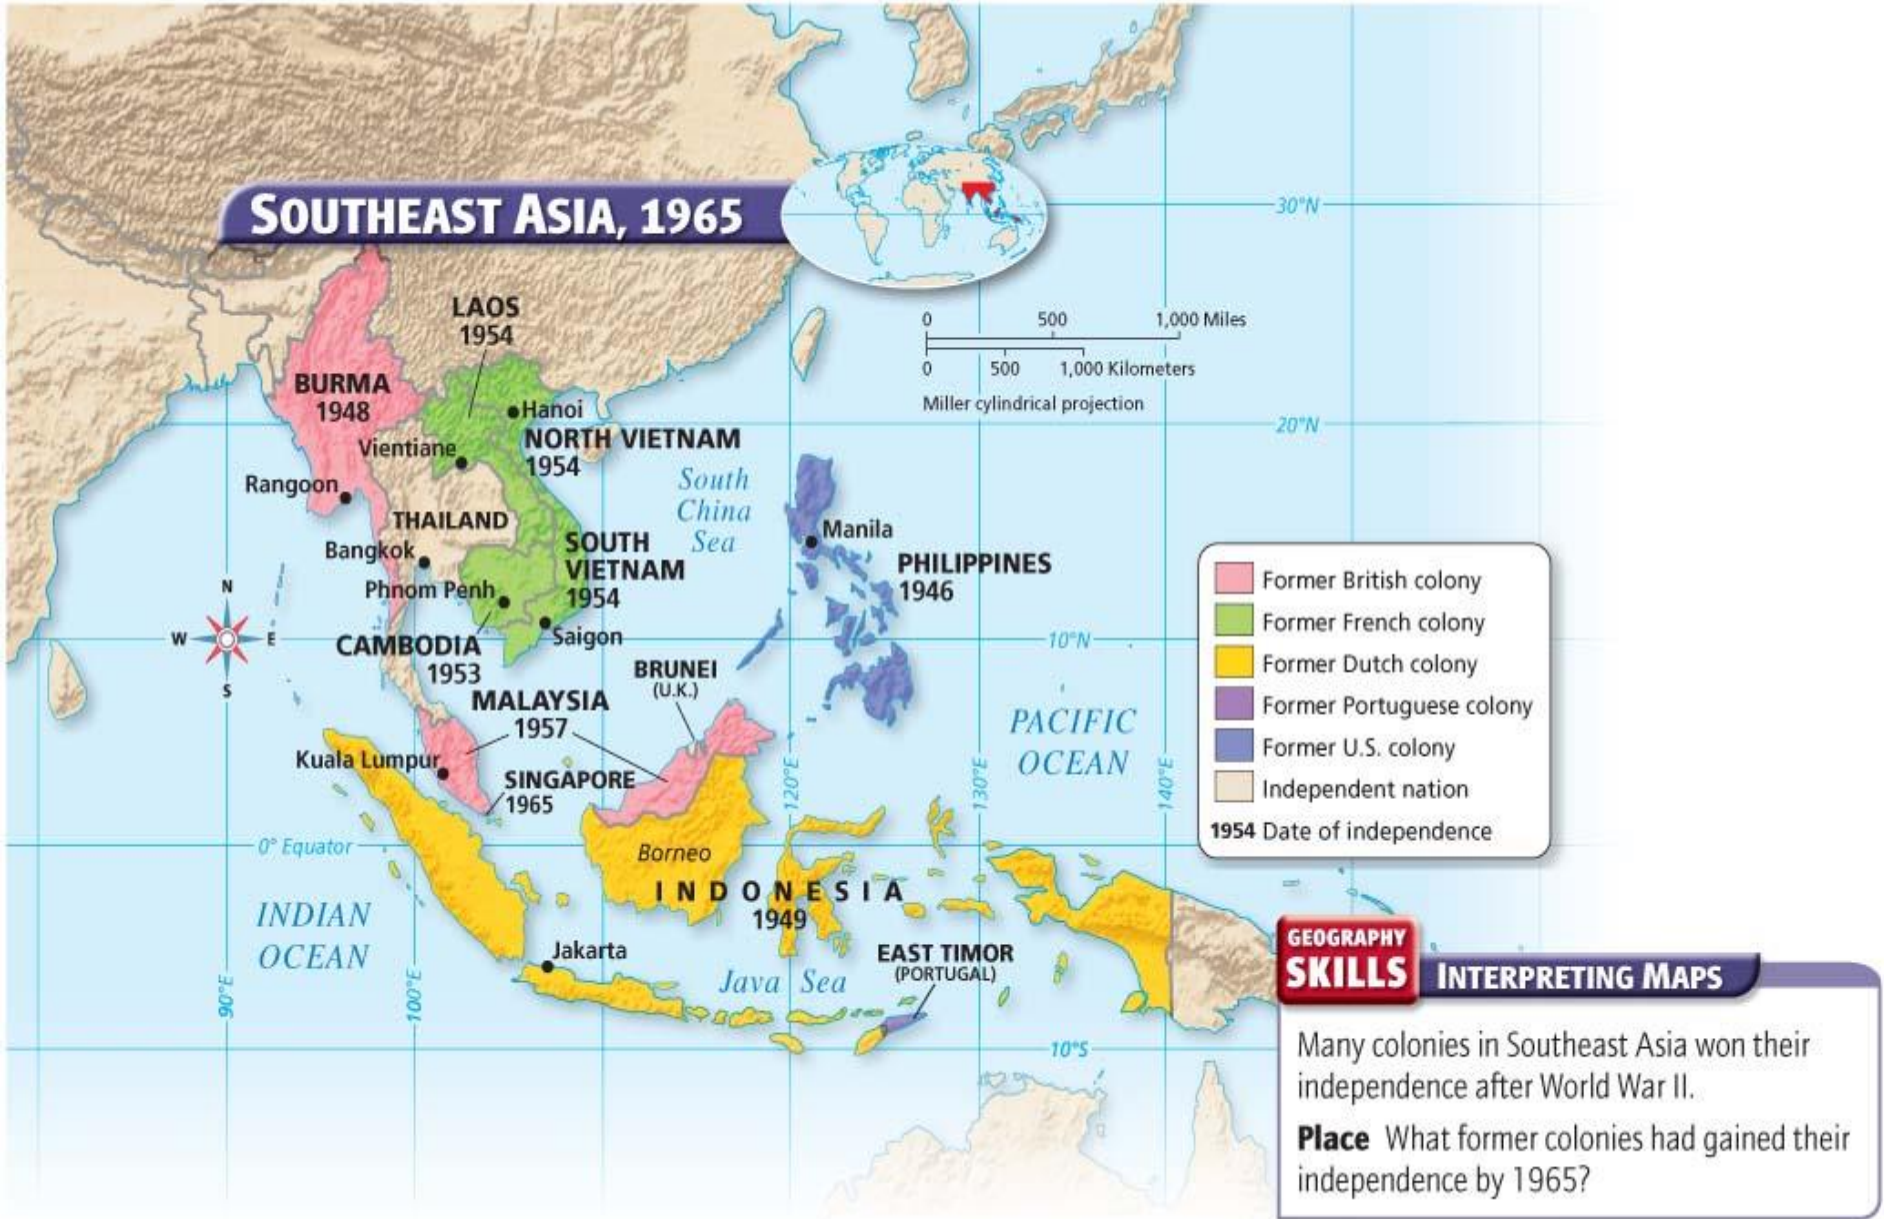 SOUTHEAST ASIA, 1965
30°N
0 500 1,000 Miles
0 500 1,000 Kilometers
Miller cylindrical projection
20°N
LAOS
1954
BURMA
1948
Hanoi
NORTH VIETNAM
1954
Vientiane
Rangoon
South
China
Sea
THAILAND
Bangkok
Manila
SOUTH
VIETNAM
1954
PHILIPPINES
1946
Phnom Penh
Saigon
N
W E
S
CAMBODIA
1953
10°N
BRUNEI
(U.K.)
MALAYSIA
1957
PACIFIC
OCEAN
Kuala Lumpur
SINGAPORE
1965
120°E
130°E
140°E
0° Equator
Borneo
INDONESIA
1949
INDIAN
OCEAN
Jakarta
Java Sea
EAST TIMOR
(PORTUGAL)
90°E
100°E
10°S
Former British colony
Former French colony
Former Dutch colony
Former Portuguese colony
Former U.S. colony
Independent nation
1954 Date of independence
GEOGRAPHY
SKILLS
INTERPRETING MAPS
Many colonies in Southeast Asia won their
independence after World War II.
Place What former colonies had gained their
independence by 1965?